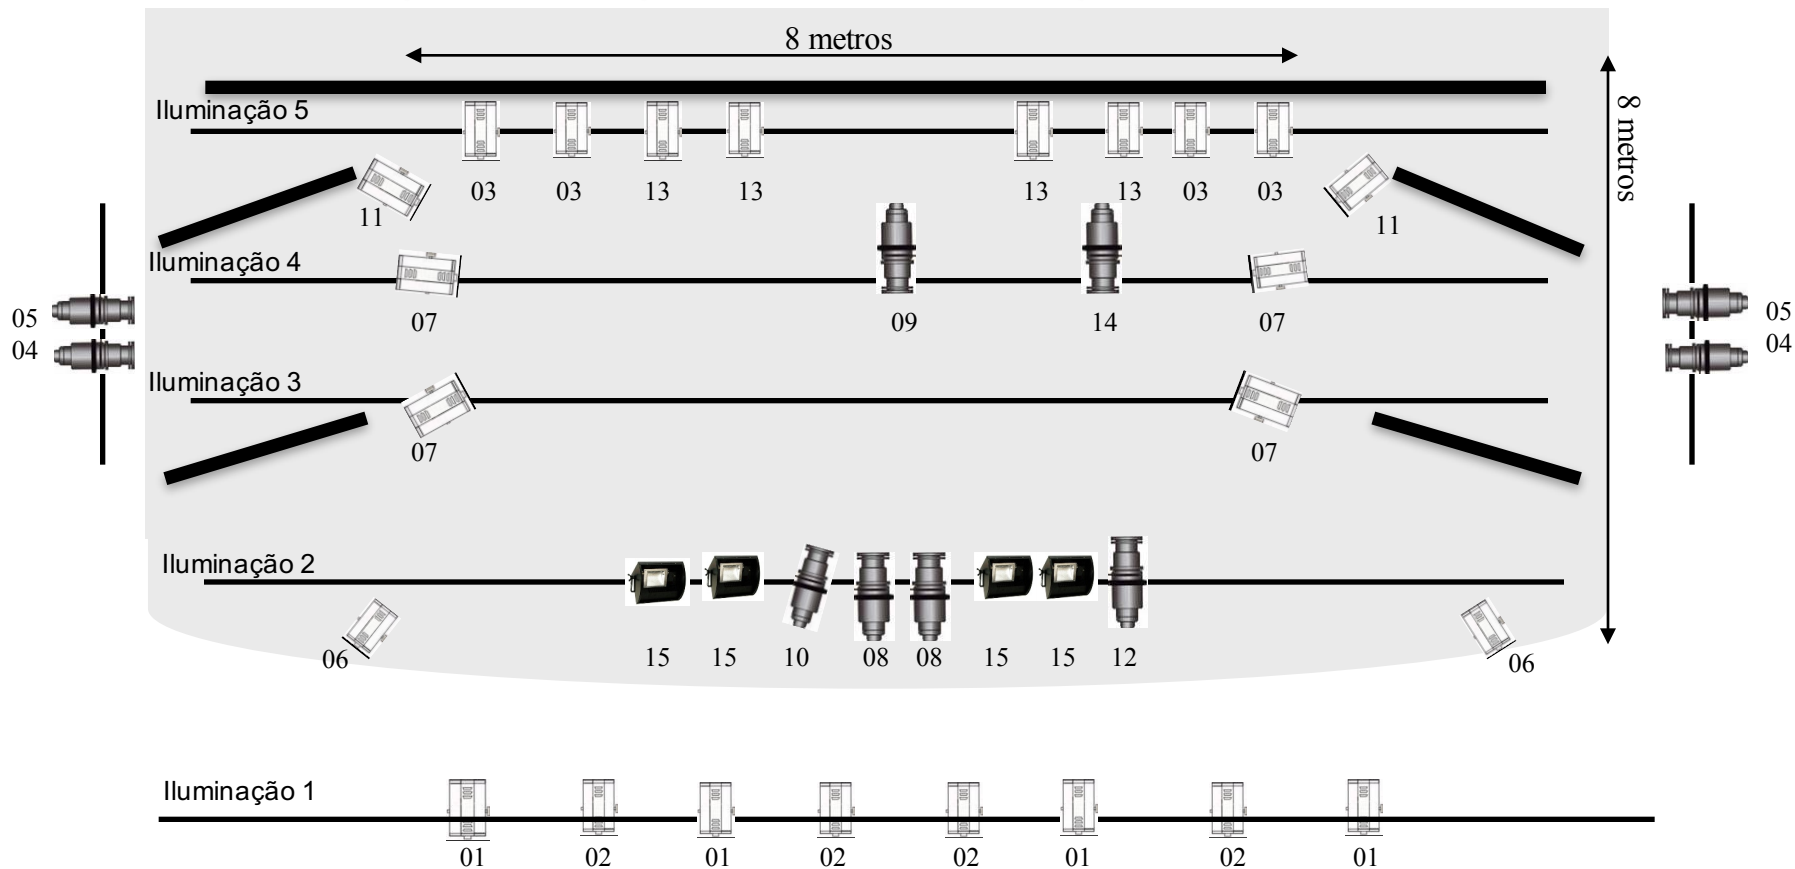 8 metros
Iluminação 5
8 metros
03 03 13 13 13 13 03 03
11 11
Iluminação 4
07 09 14 07
05 05
04 04
Iluminação 3
07 07
Iluminação 2
06 15 15 10 08 08 15 15 12 06
Iluminação 1
01 02 01 02 02 01 02 01